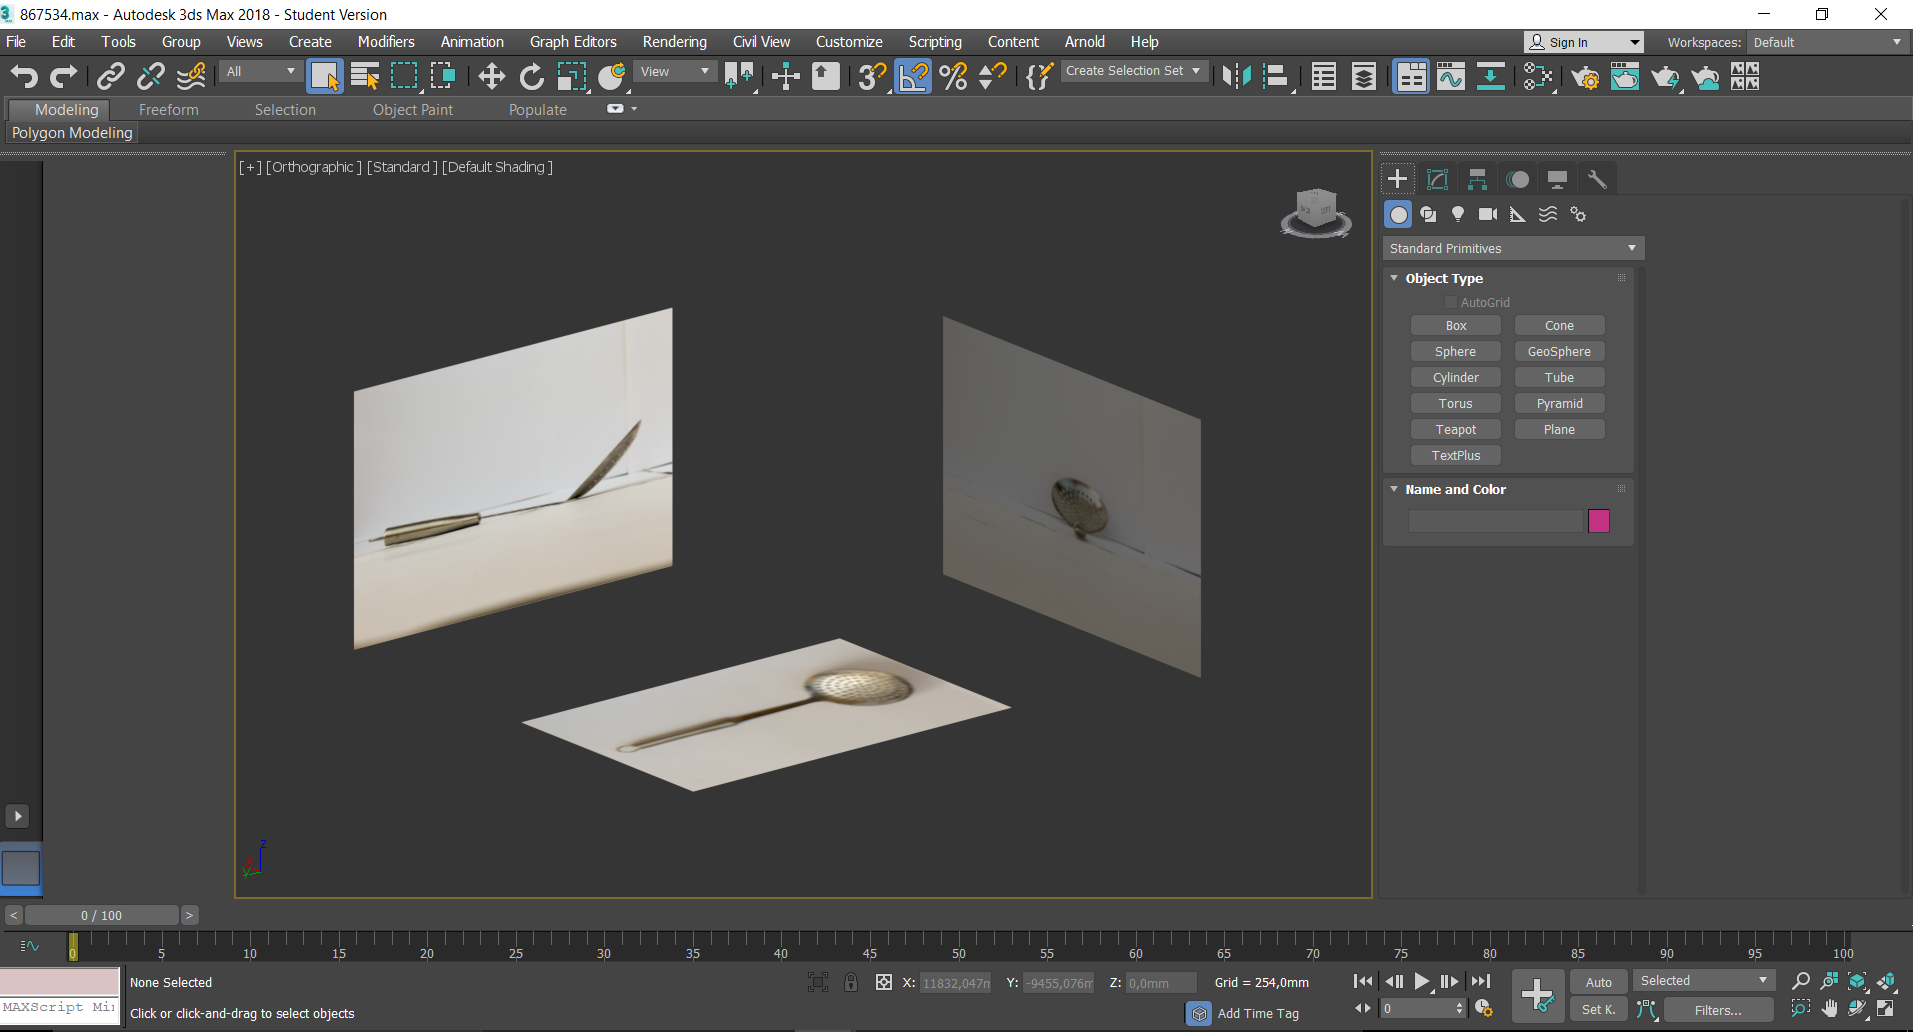 867534.max - Autodesk 3ds Max 2018 - Student Version
File Edit Tools Group Views Create Modifiers Animation Graph Editors Rendering Civil View Customize Scripting Content Arnold Help
Sign In
Workspaces: Default
All
View
Create Selection Set
Modeling Freeform Selection Object Paint Populate
Polygon Modeling
[+] [Orthographic] [Standard] [Default Shading]
Standard Primitives
Object Type
AutoGrid
Box Cone
Sphere GeoSphere
Cylinder Tube
Torus Pyramid
Teapot Plane
TextPlus
Name and Color
z
x
y
< 0 / 100 >
0 5 10 15 20 25 30 35 40 45 50 55 60 65 70 75 80 85 90 95 100
None Selected
X: 11832,047m Y: -9455,076m Z: 0,0mm Grid = 254,0mm
Auto Selected
MAXScript Mi
Click or click-and-drag to select objects
Add Time Tag
0
Set K. Filters...